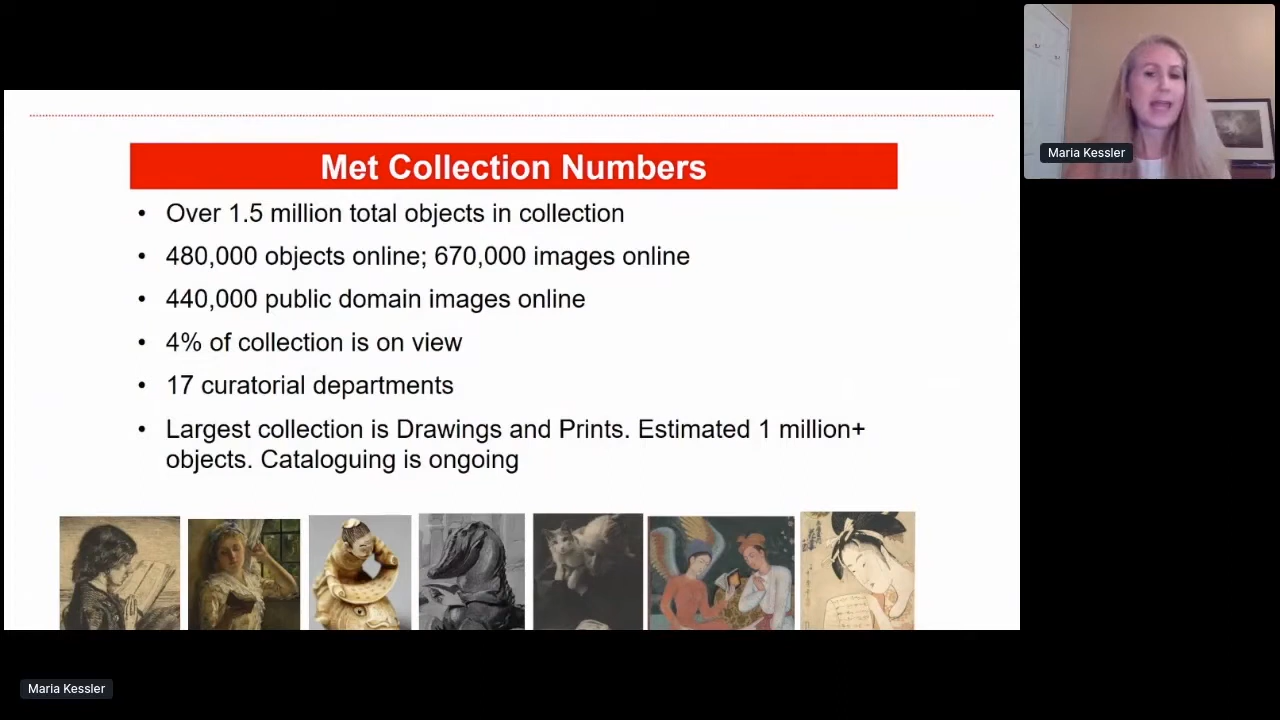 Met Collection Numbers
• Over 1.5 million total objects in collection
• 480,000 objects online; 670,000 images online
• 440,000 public domain images online
• 4% of collection is on view
• 17 curatorial departments
• Largest collection is Drawings and Prints. Estimated 1 million+
objects. Cataloguing is ongoing
Maria Kessler
Maria Kessler